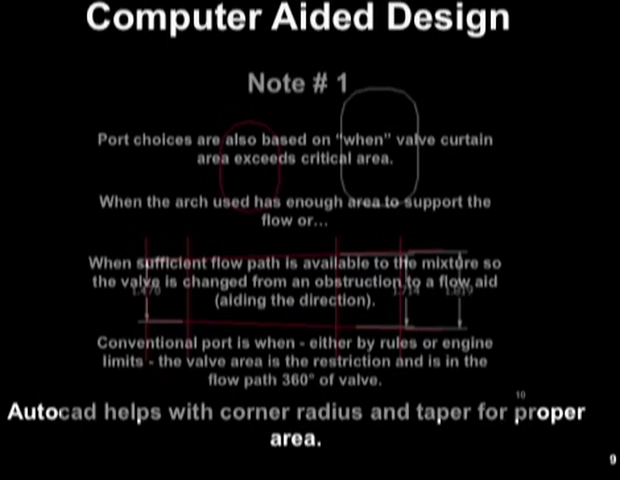 Computer Aided Design
Note # 1
Port choices are also based on "when" valve curtain
area exceeds critical area.
When the arch used has enough area to support the
flow or...
When sufficient flow path is available to the mixture so
the valve is changed from an obstruction to a flow aid
(aiding the direction).
Conventional port is when - either by rules or engine
limits - the valve area is the restriction and is in the
flow path 360° of valve.
10
Autocad helps with corner radius and taper for proper
area.
9